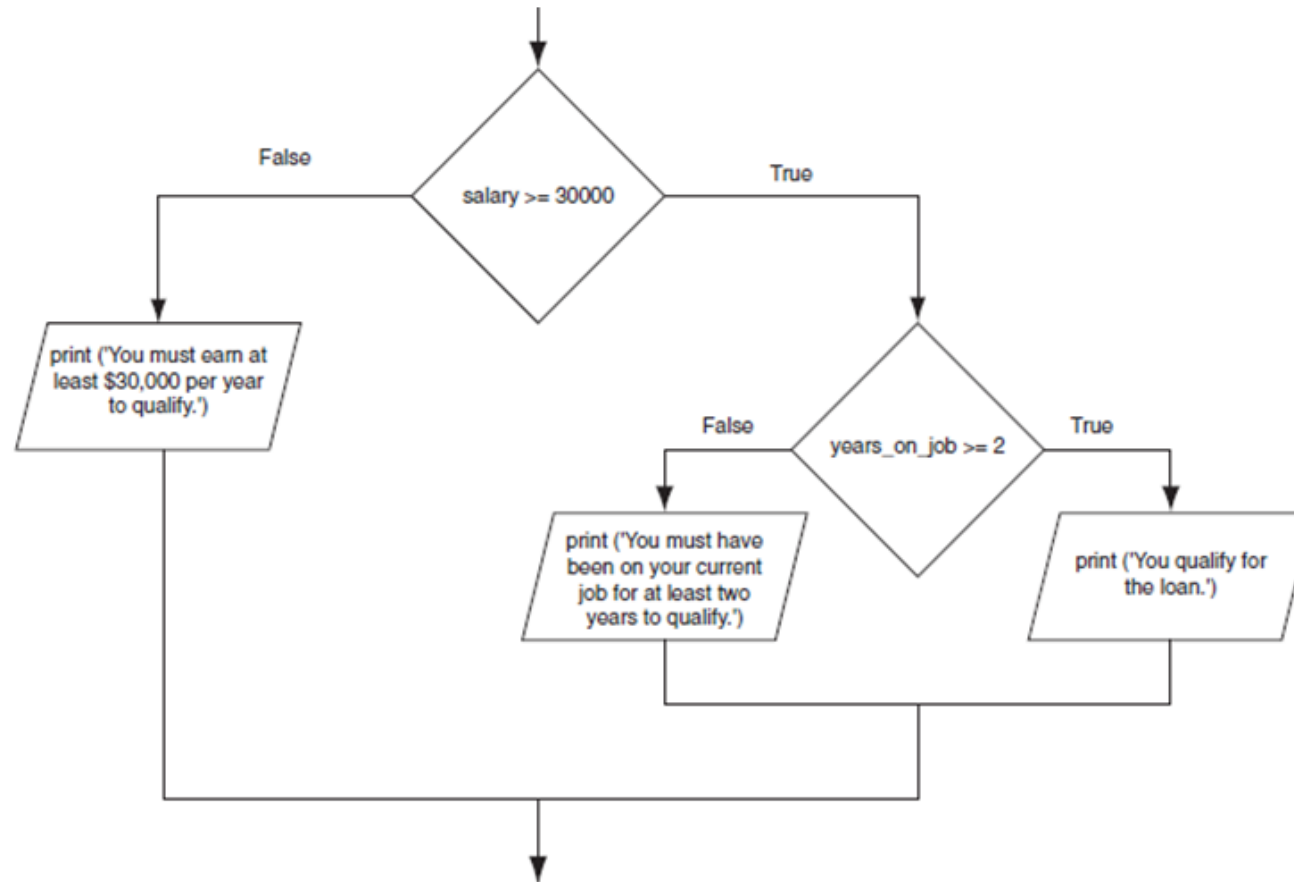 False
True
salary >= 30000
print ('You must earn at
least $30,000 per year
to qualify.')
False
True
years_on_job >= 2
print ('You must have
been on your current
job for at least two
years to qualify.')
print ('You qualify for
the loan.')